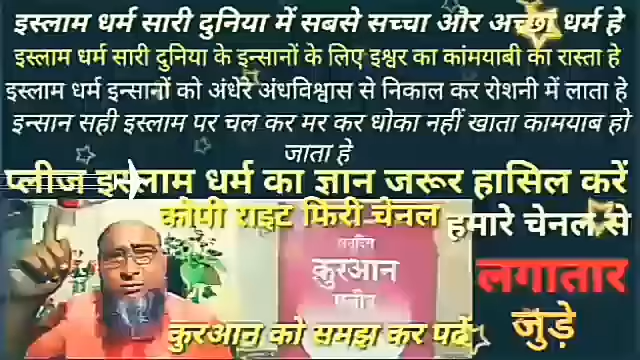 इस्लाम धर्म सारी दुनिया में सबसे सच्चा और अच्छा धर्म हे
इस्लाम धर्म सारी दुनिया के इन्सानों के लिए इश्वर का कांमयाबी का रास्ता हे
इस्लाम धर्म इन्सानों को अंधेरे अंधविश्वास से निकाल कर रोशनी में लाता हे
इन्सान सही इस्लाम पर चल कर मर कर धोका नहीं खाता कामयाब हो
जाता हे
प्लीज इस्लाम धर्म का ज्ञान जरूर हासिल करें
कोपी राइट फिरी चेनल
हमारे चेनल से
क़ुरआन
लगातार
जुड़े
कुरआन को समझ कर पढें